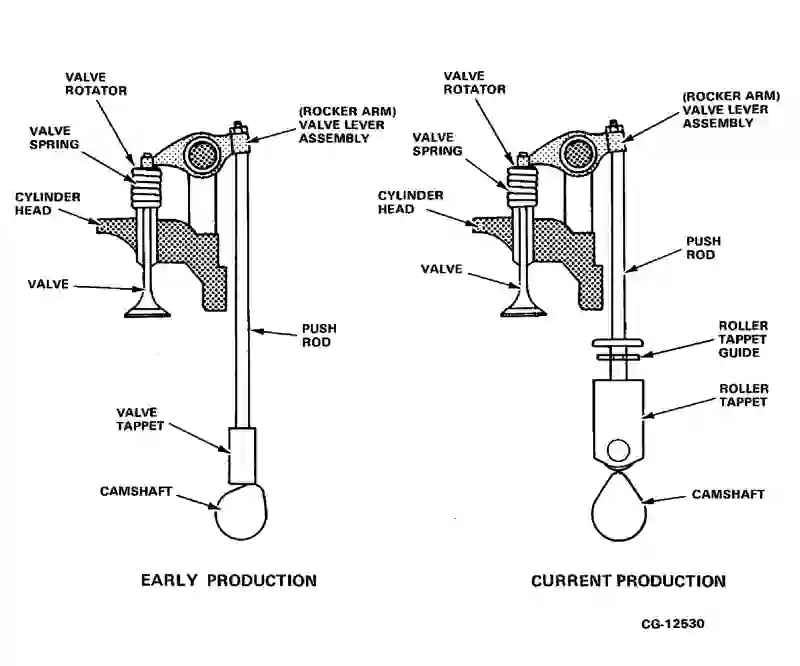 VALVE
ROTATOR
(ROCKER ARM)
VALVE LEVER
ASSEMBLY
VALVE
SPRING
CYLINDER
HEAD
VALVE
PUSH
ROD
VALVE
TAPPET
CAMSHAFT
EARLY PRODUCTION
VALVE
ROTATOR
(ROCKER ARM)
VALVE LEVER
ASSEMBLY
VALVE
SPRING
CYLINDER
HEAD
VALVE
PUSH
ROD
ROLLER
TAPPET
GUIDE
ROLLER
TAPPET
CAMSHAFT
CURRENT PRODUCTION
CG-12530